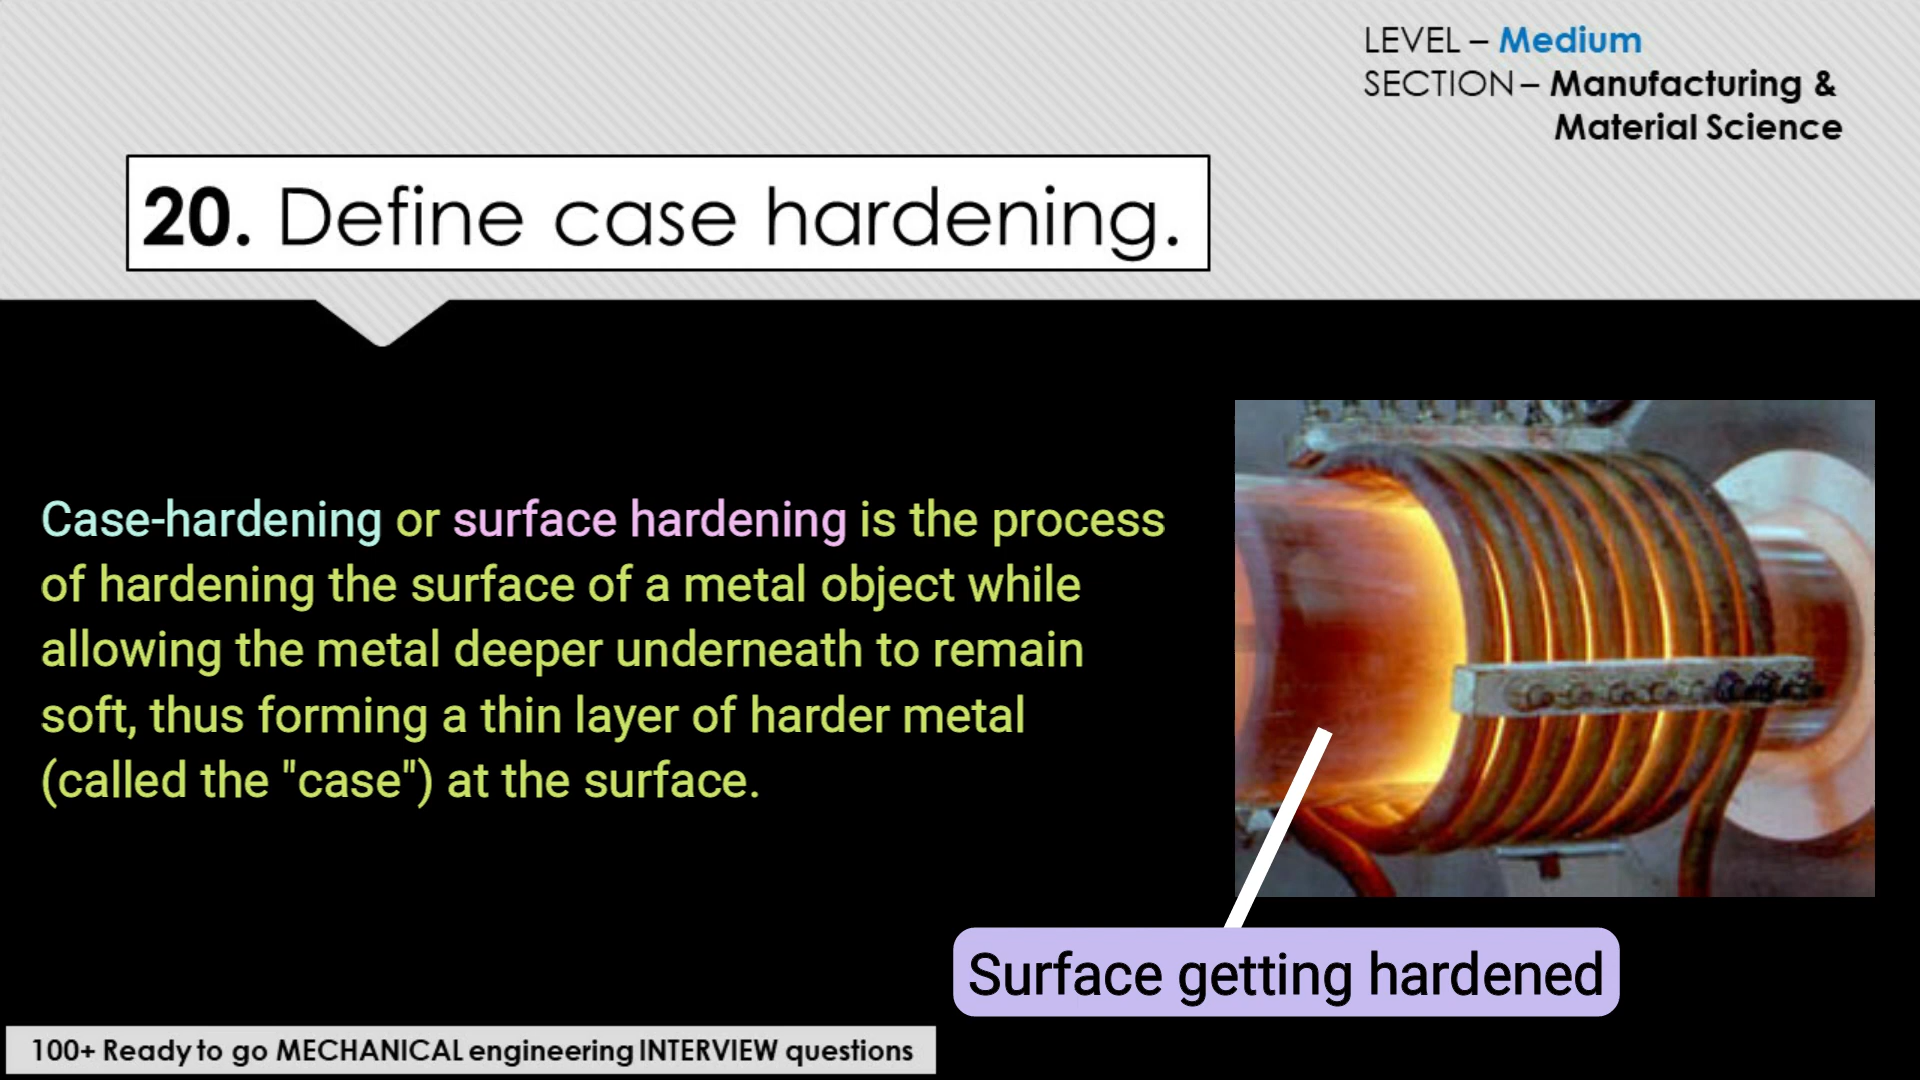 LEVEL – Medium
SECTION – Manufacturing &
Material Science
20. Define case hardening.
Case-hardening or surface hardening is the process
of hardening the surface of a metal object while
allowing the metal deeper underneath to remain
soft, thus forming a thin layer of harder metal
(called the "case") at the surface.
Surface getting hardened
100+ Ready to go MECHANICAL engineering INTERVIEW questions